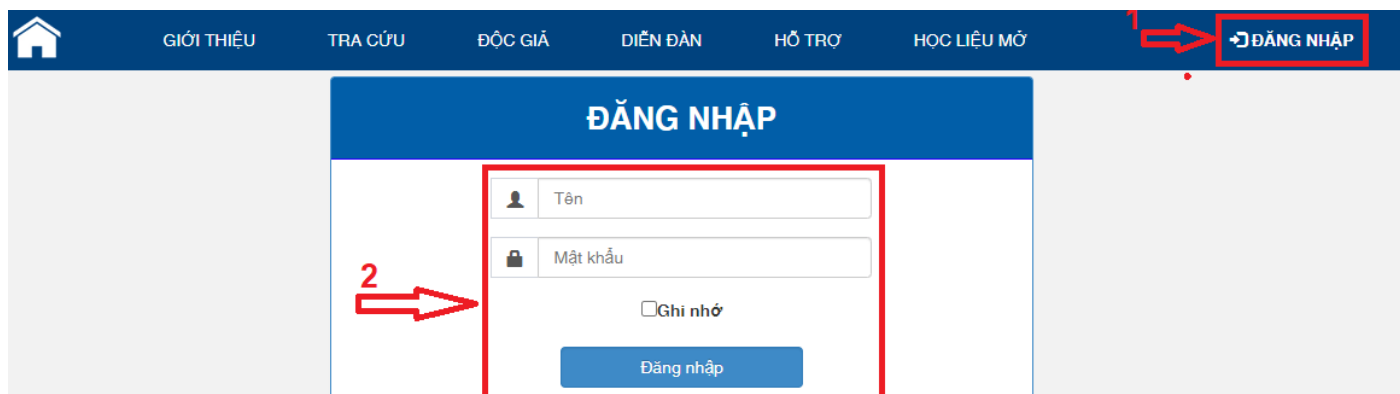 GIỚI THIỆU TRA CỨU ĐỘC GIẢ DIỄN ĐÀN HỖ TRỢ HỌC LIỆU MỞ 1 ĐĂNG NHẬP
ĐĂNG NHẬP
Tên
Mật khẩu
2
Ghi nhớ
Đăng nhập